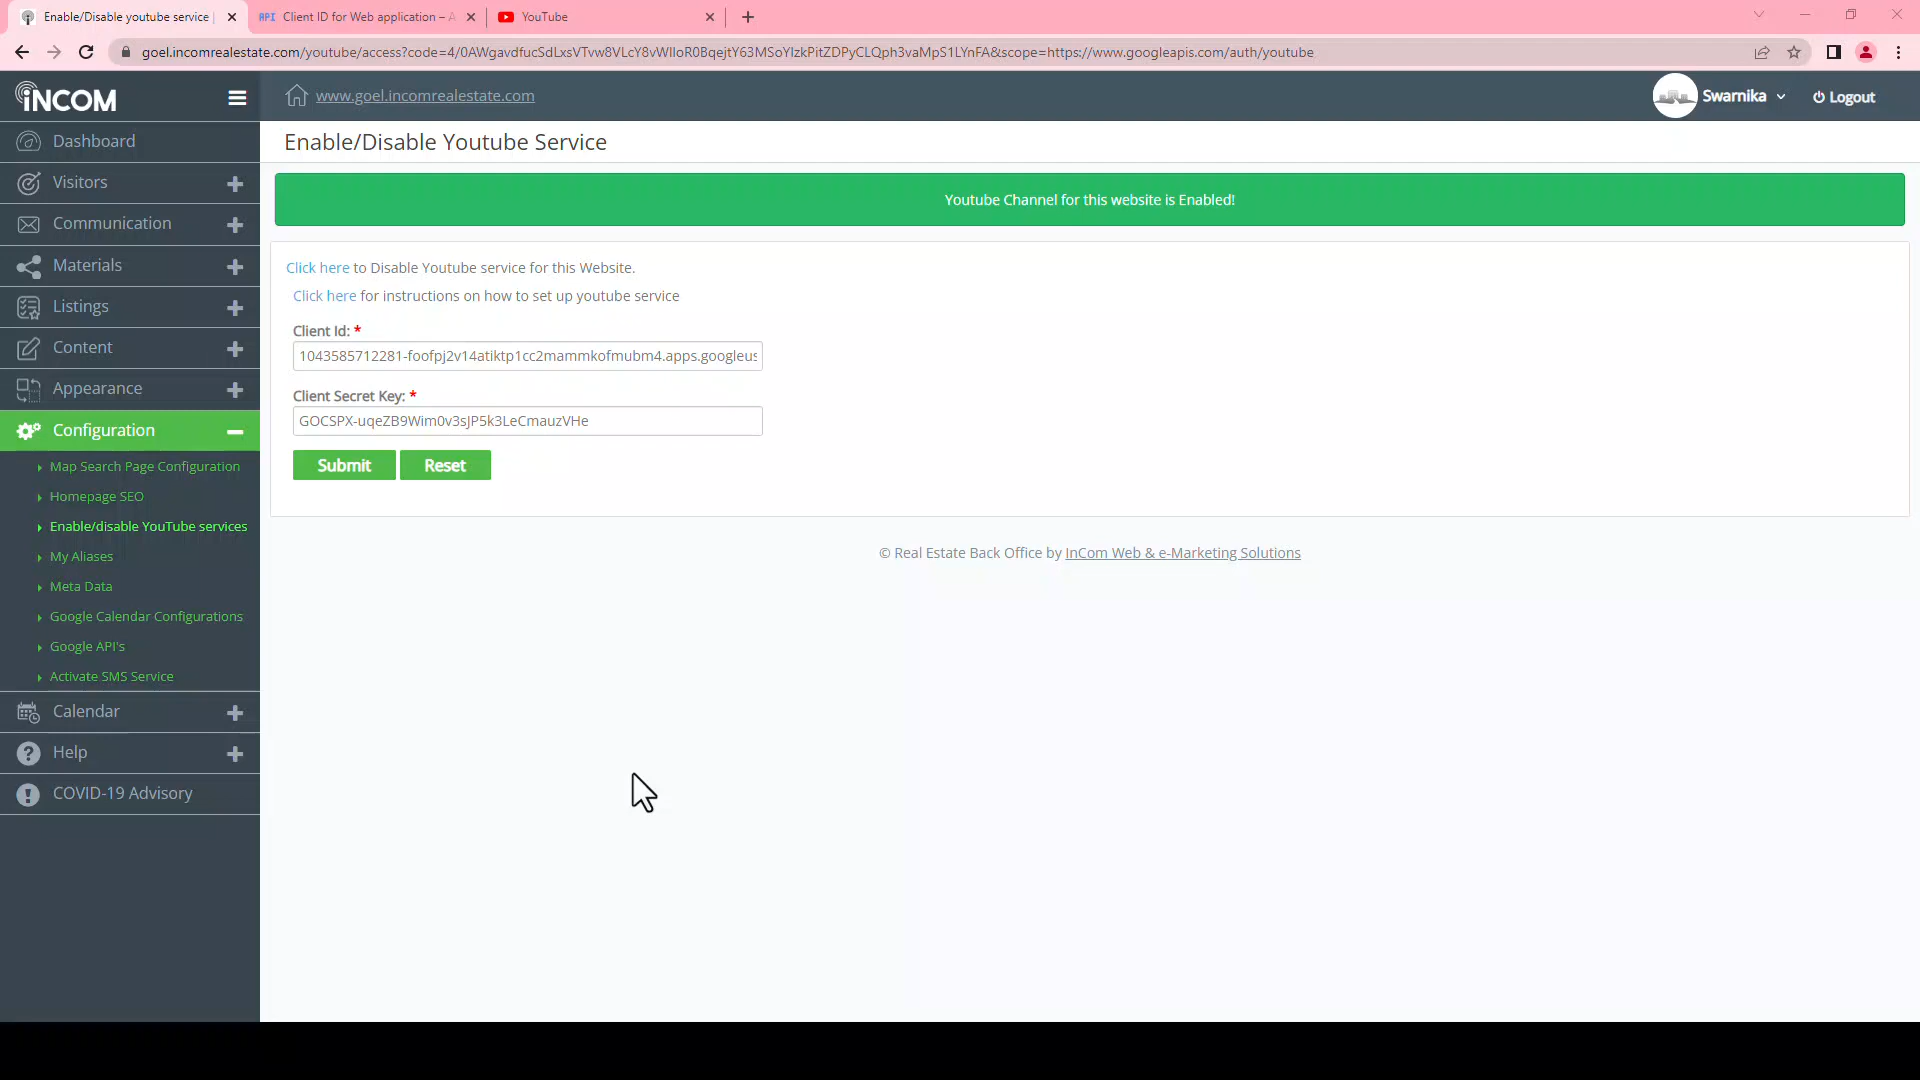 Enable/Disable youtube service
Client ID for Web application – A
YouTube
goel.incomrealestate.com/youtube/access?code=4/0AWgavdfucSdLxsVTvw8VLcY8vWIIoR0BqejtY63MSoYIzkPitZDPyCLQph3vaMpS1LYnFA&scope=https://www.googleapis.com/auth/youtube
INCOM
www.goel.incomrealestate.com
Swarnika
Logout
Dashboard
Visitors
Communication
Materials
Listings
Content
Appearance
Configuration
Map Search Page Configuration
Homepage SEO
Enable/disable YouTube services
My Aliases
Meta Data
Google Calendar Configurations
Google API's
Activate SMS Service
Calendar
Help
COVID-19 Advisory
Enable/Disable Youtube Service
Youtube Channel for this website is Enabled!
Click here to Disable Youtube service for this Website.
Click here for instructions on how to set up youtube service
Client Id: *
1043585712281-foofpj2v14atiktp1cc2mammkofmubm4.apps.googleus
Client Secret Key: *
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
Submit
Reset
© Real Estate Back Office by InCom Web & e-Marketing Solutions